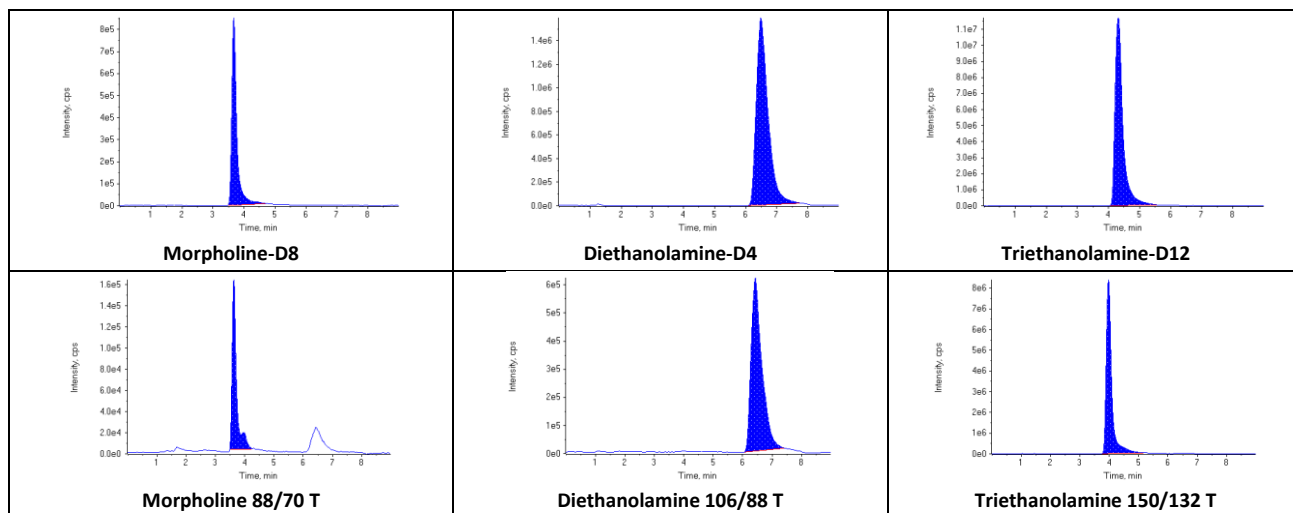 Intensity, cps
8e5
7e5
6e5
5e5
4e5
3e5
2e5
1e5
0e0
1 2 3 4 5 6 7 8
Time, min
Morpholine-D8
Intensity, cps
1.4e6
1.2e6
1.0e6
8.0e5
6.0e5
4.0e5
2.0e5
0.0e0
1 2 3 4 5 6 7 8
Time, min
Diethanolamine-D4
Intensity, cps
1.1e7
1.0e7
9.0e6
8.0e6
7.0e6
6.0e6
5.0e6
4.0e6
3.0e6
2.0e6
1.0e6
0.0e0
1 2 3 4 5 6 7 8
Time, min
Triethanolamine-D12
Intensity, cps
1.6e5
1.4e5
1.2e5
1.0e5
8.0e4
6.0e4
4.0e4
2.0e4
0.0e0
1 2 3 4 5 6 7 8
Time, min
Morpholine 88/70 T
Intensity, cps
6e5
5e5
4e5
3e5
2e5
1e5
0e0
1 2 3 4 5 6 7 8
Time, min
Diethanolamine 106/88 T
Intensity, cps
8e6
7e6
6e6
5e6
4e6
3e6
2e6
1e6
0e0
1 2 3 4 5 6 7 8
Time, min
Triethanolamine 150/132 T